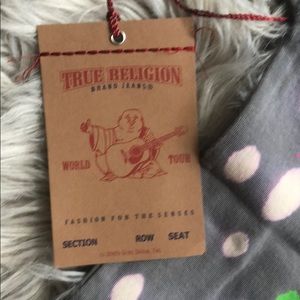 TRUE RELIGION
BRAND JEANS®
WORLD TOUR
FASHION FOR THE SENSES
SECTION ROW SEAT